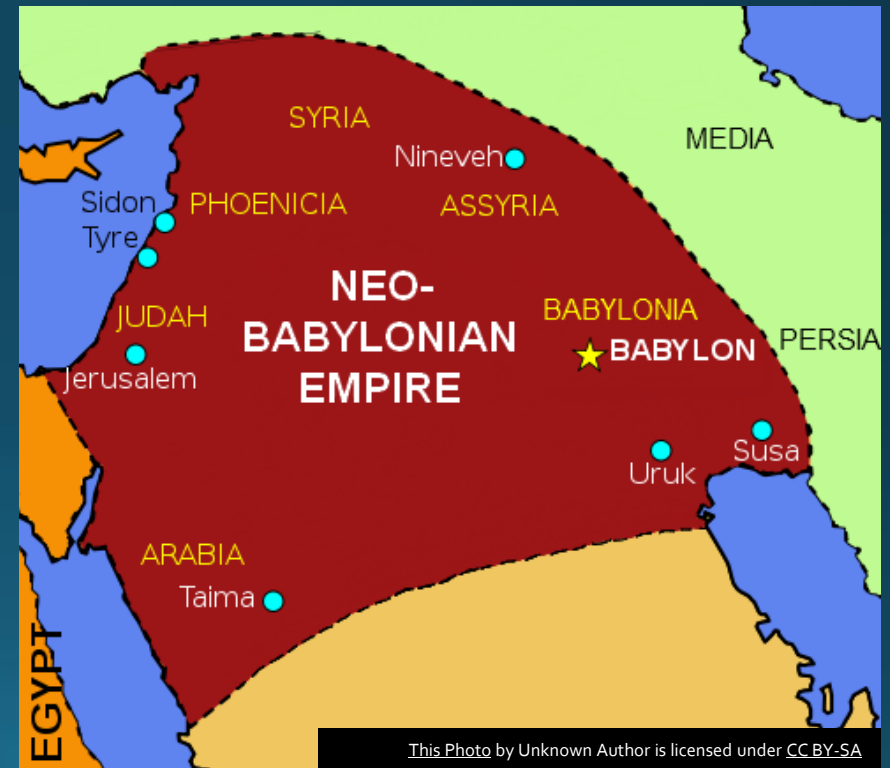 SYRIA
MEDIA
Nineveh
Sidon
PHOENICIA
ASSYRIA
Tyre
NEO-
BABYLONIAN
EMPIRE
BABYLONIA
JUDAH
BABYLON
PERSIA
Jerusalem
Susa
Uruk
ARABIA
Taima
EGYPT
This Photo by Unknown Author is licensed under CC BY-SA